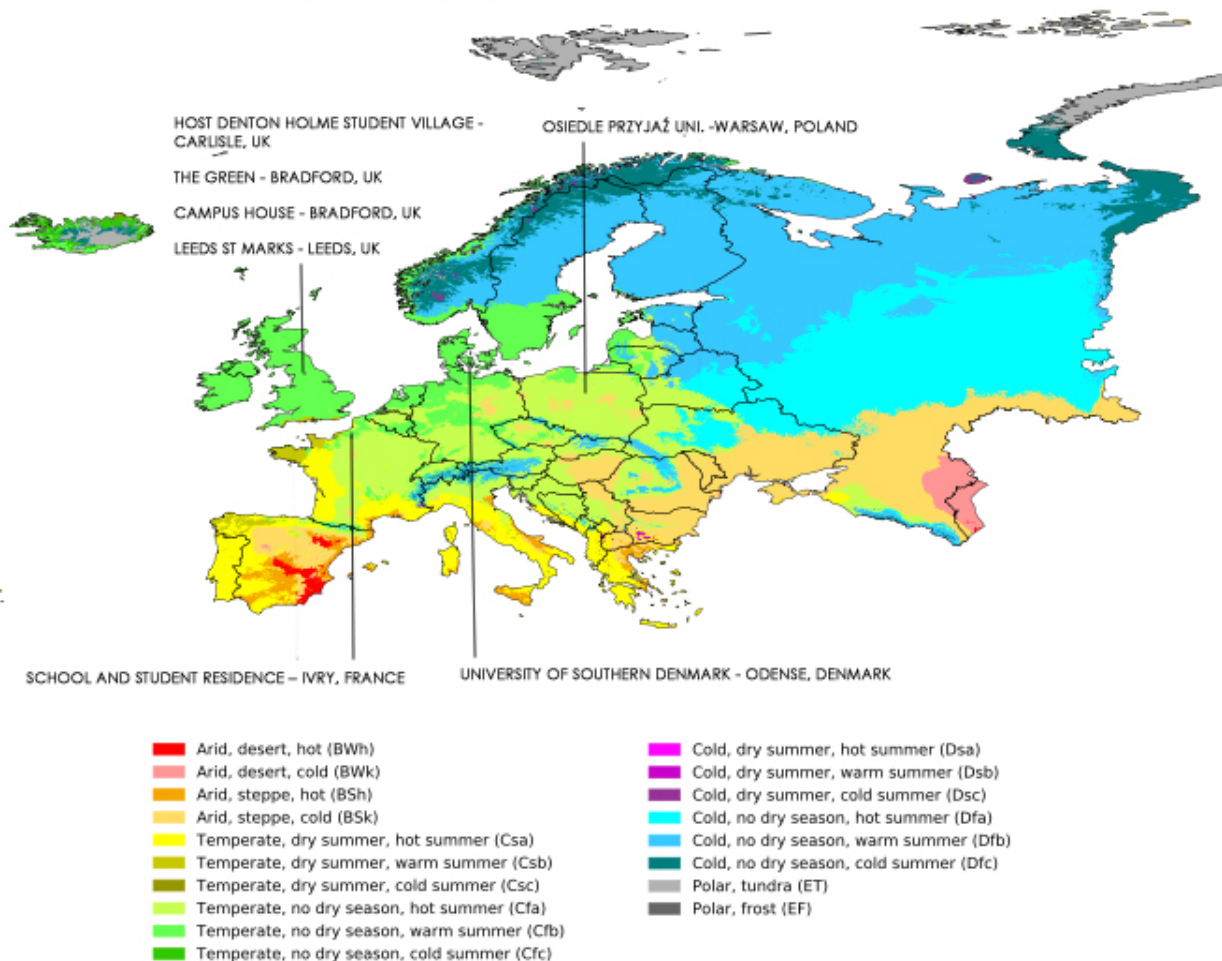 HOST DENTON HOLME STUDENT VILLAGE -
CARLISLE, UK
OSIEDLE PRZYJAŹŃ UNI. -WARSAW, POLAND
THE GREEN - BRADFORD, UK
CAMPUS HOUSE - BRADFORD, UK
LEEDS ST MARKS - LEEDS, UK
SCHOOL AND STUDENT RESIDENCE – IVRY, FRANCE
UNIVERSITY OF SOUTHERN DENMARK - ODENSE, DENMARK
Arid, desert, hot (BWh)
Arid, desert, cold (BWk)
Arid, steppe, hot (BSh)
Arid, steppe, cold (BSk)
Temperate, dry summer, hot summer (Csa)
Temperate, dry summer, warm summer (Csb)
Temperate, dry summer, cold summer (Csc)
Temperate, no dry season, hot summer (Cfa)
Temperate, no dry season, warm summer (Cfb)
Temperate, no dry season, cold summer (Cfc)
Cold, dry summer, hot summer (Dsa)
Cold, dry summer, warm summer (Dsb)
Cold, dry summer, cold summer (Dsc)
Cold, no dry season, hot summer (Dfa)
Cold, no dry season, warm summer (Dfb)
Cold, no dry season, cold summer (Dfc)
Polar, tundra (ET)
Polar, frost (EF)